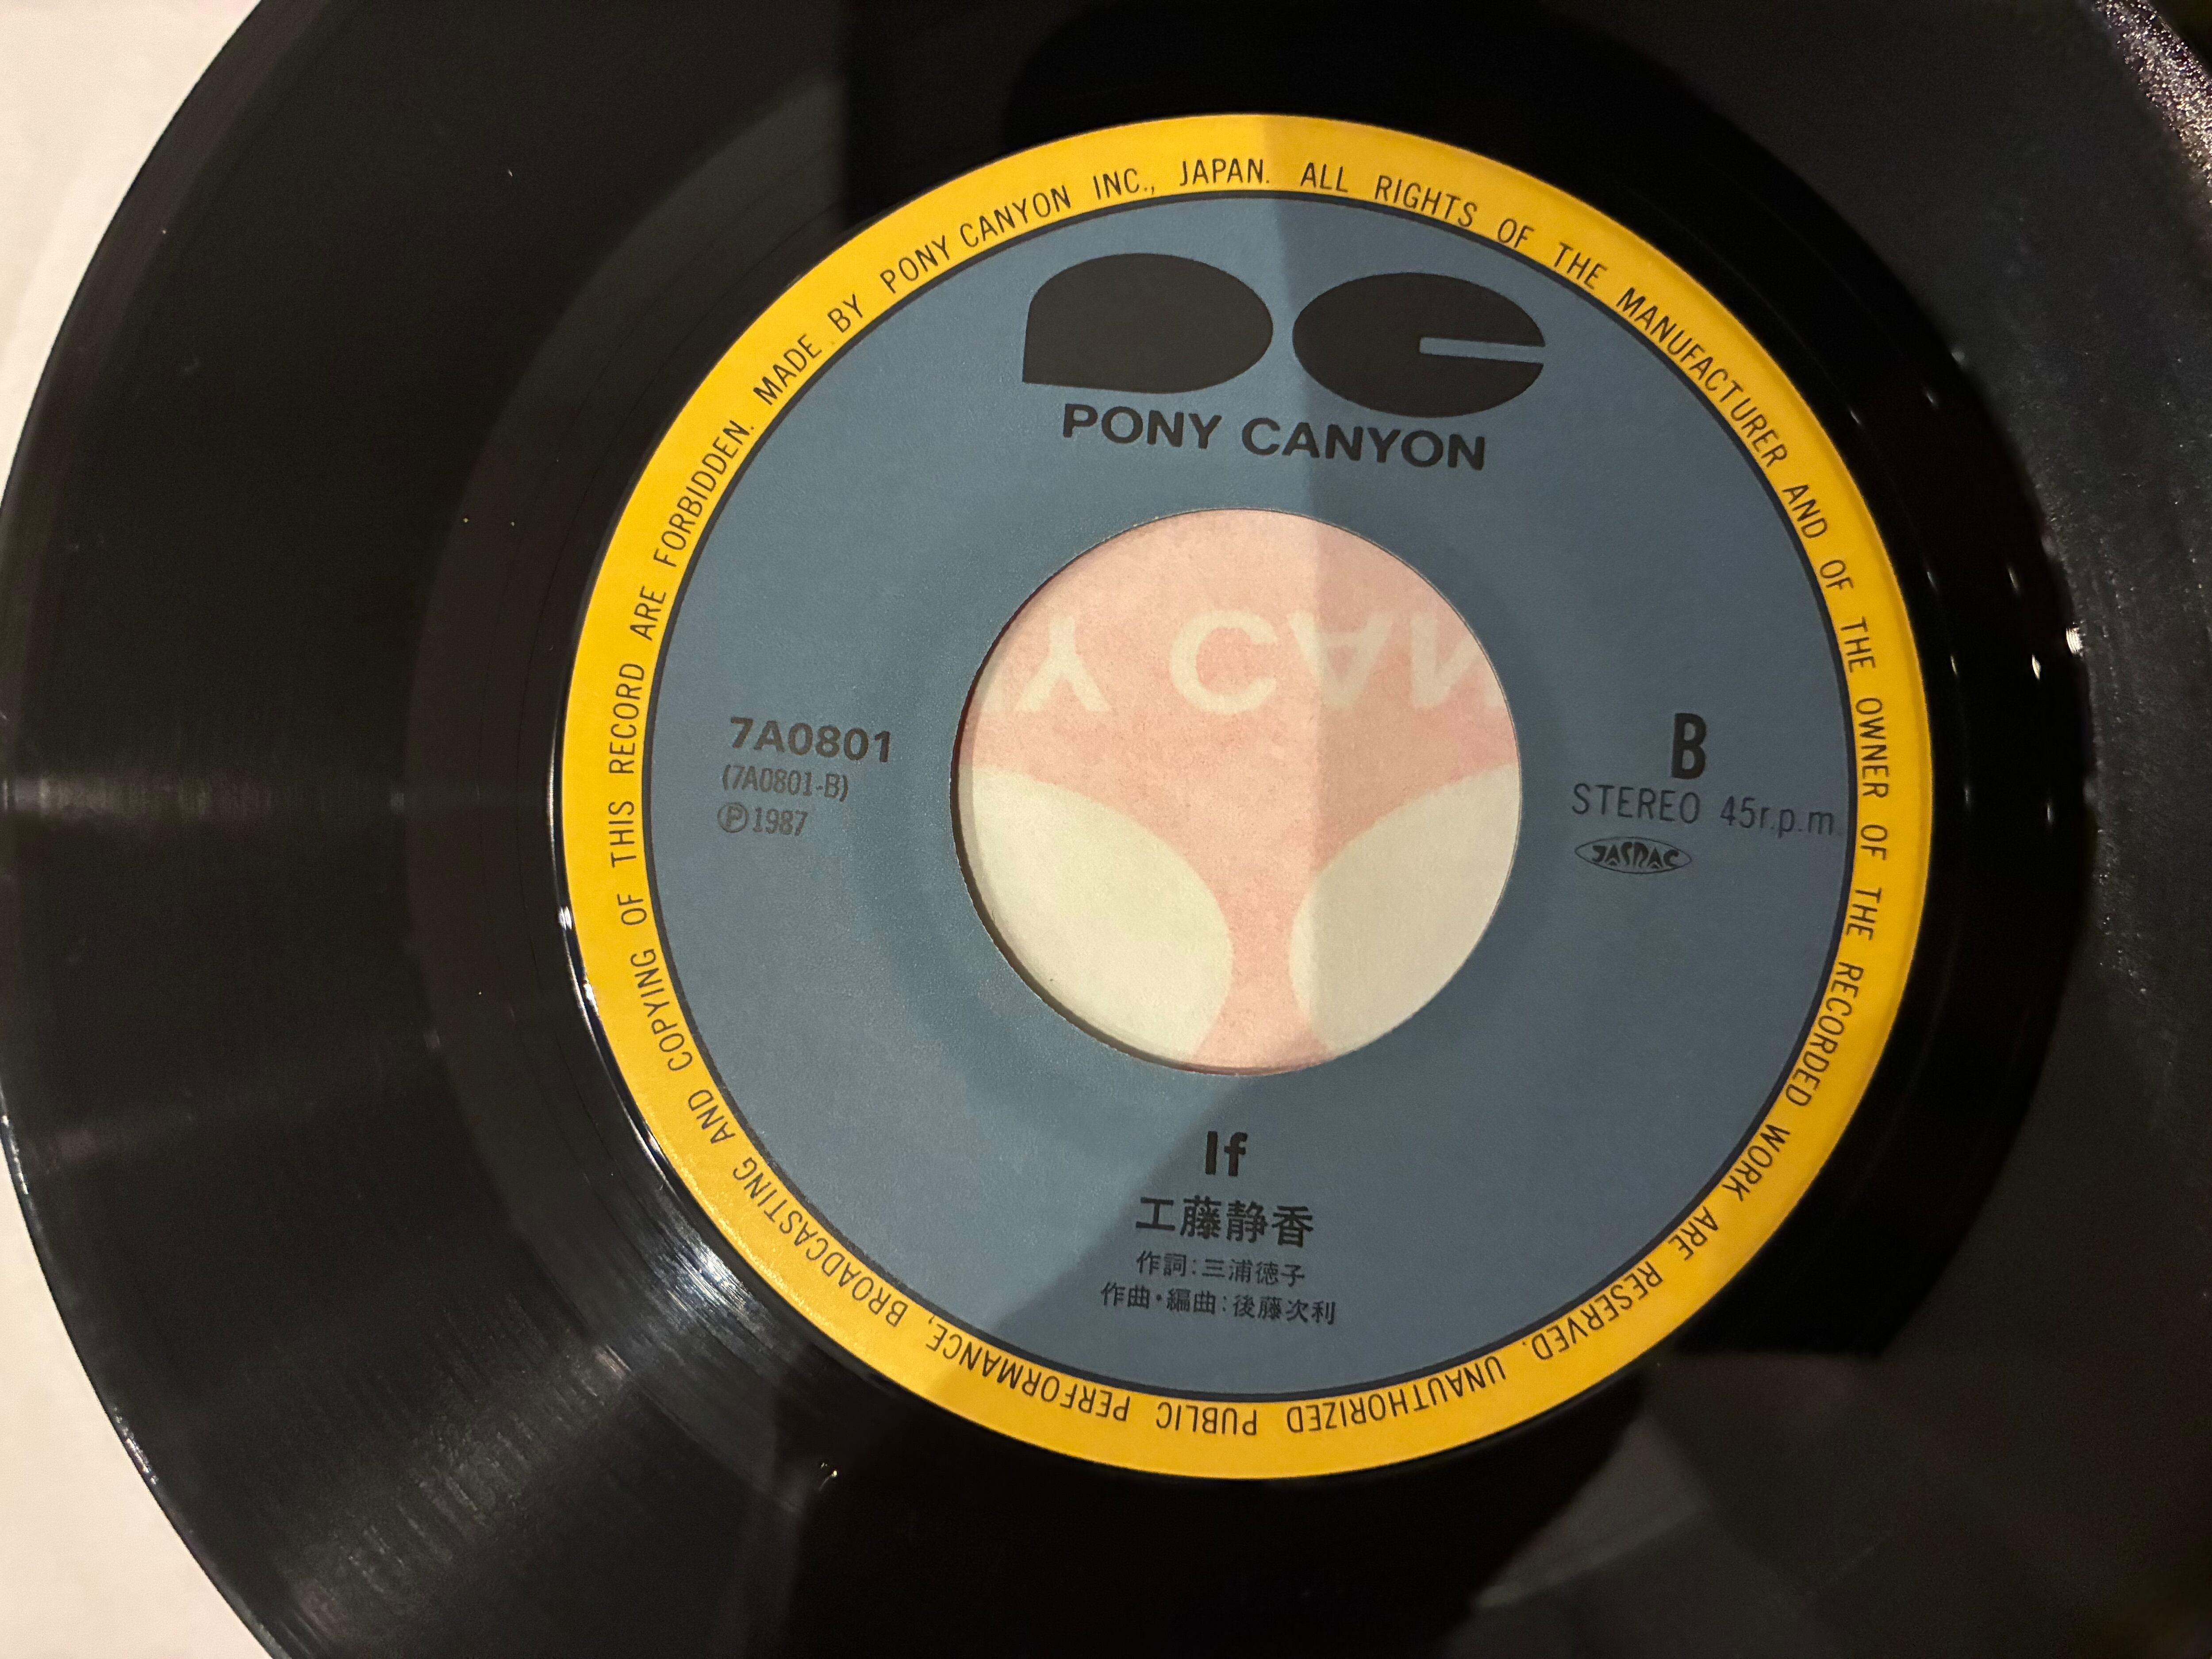 PONY CANYON
7A0801
(7A0801-B)
Ⓟ1987
B
STEREO 45r.p.m.
JASRAC
If
工藤静香
作詞:三浦徳子
作曲・編曲:後藤次利
MADE BY PONY CANYON INC., JAPAN. ALL RIGHTS OF THE MANUFACTURER AND OF THE OWNER OF THE RECORDED WORK ARE RESERVED. UNAUTHORIZED PUBLIC PERFORMANCE, BROADCASTING AND COPYING OF THIS RECORD ARE FORBIDDEN.
Y CAN